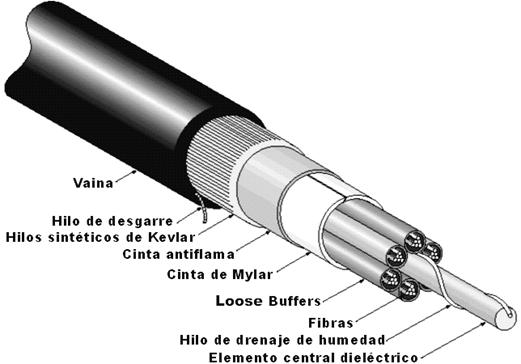 Vaina
Hilo de desgarre
Hilos sintéticos de Kevlar
Cinta antiflama
Cinta de Mylar
Loose Buffers
Fibras
Hilo de drenaje de humedad
Elemento central dieléctrico